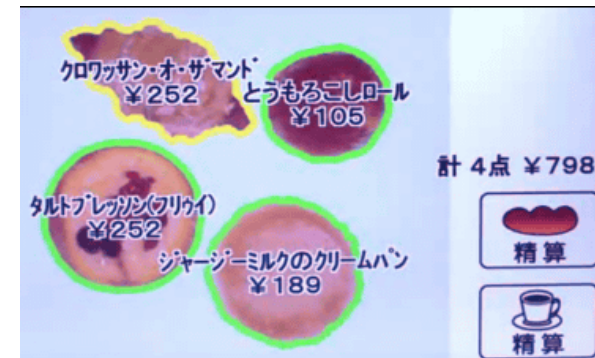 クロワッサン・オ・ザマンド
¥252
とうもろこしロール
¥105
計 4点 ¥798
タルトブレッソン(フリゥイ)
¥252
精算
ジャージーミルクのクリームパン
¥189
精算